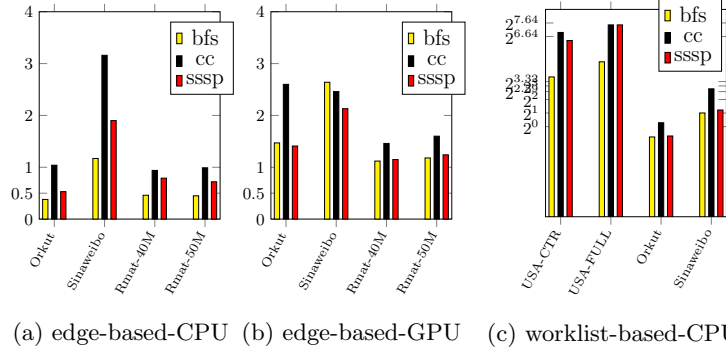 4
3
2
1
0.5
0
bfs
cc
sssp
Orkut
Sinaweibo
Rmat-40M
Rmat-50M
(a) edge-based-CPU
4
3
2
1
0.5
0
bfs
cc
sssp
Orkut
Sinaweibo
Rmat-40M
Rmat-50M
(b) edge-based-GPU
2^7.64
2^6.64
2^3.32
2^1
2^0
bfs
cc
sssp
USA-CTR
USA-FULL
Orkut
Sinaweibo
(c) worklist-based-CPU